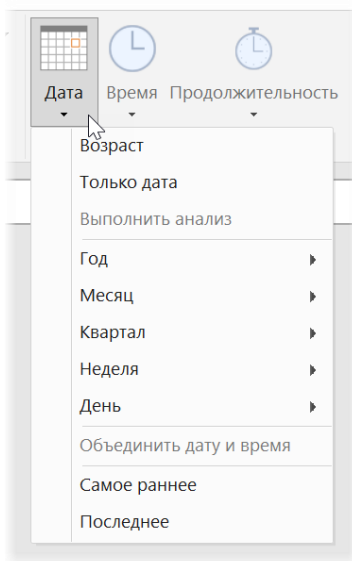 Дата Время Продолжительность
Возраст
Только дата
Выполнить анализ
Год
Месяц
Квартал
Неделя
День
Объединить дату и время
Самое раннее
Последнее